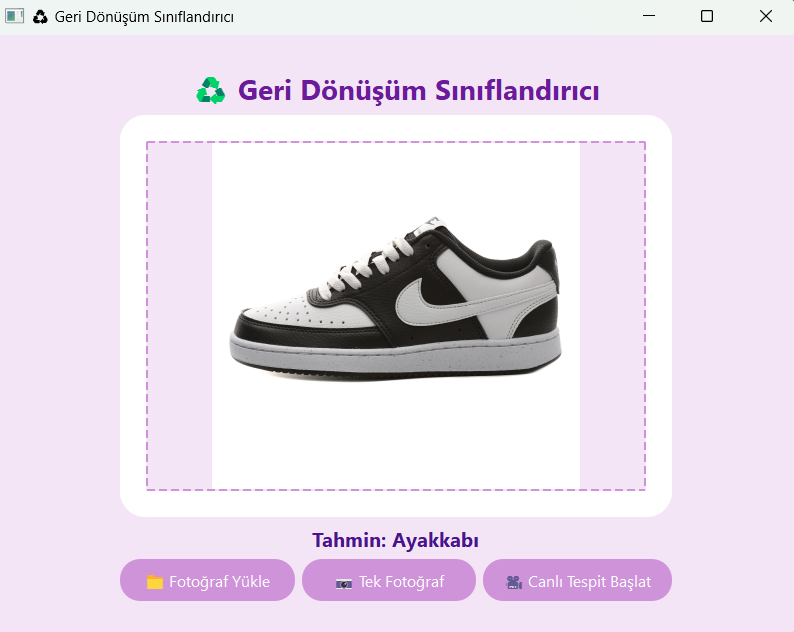 ♻ Geri Dönüşüm Sınıflandırıcı
♻ Geri Dönüşüm Sınıflandırıcı
Tahmin: Ayakkabı
📁 Fotoğraf Yükle
📷 Tek Fotoğraf
🎥 Canlı Tespit Başlat